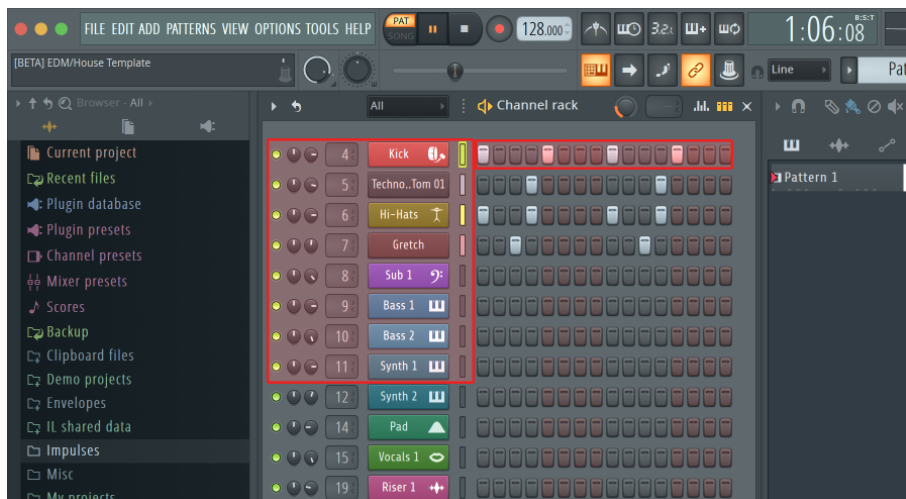 FILE EDIT ADD PATTERNS VIEW OPTIONS TOOLS HELP
PAT
SONG
128.000
3.2.
1:06:08
B:S:T
[BETA] EDM/House Template
Line
Pat
Browser - All
All
Channel rack
Current project
Recent files
Plugin database
Plugin presets
Channel presets
Mixer presets
Scores
Backup
Clipboard files
Demo projects
Envelopes
IL shared data
Impulses
Misc
My projects
4 Kick
5 Techno..Tom 01
6 Hi-Hats
7 Gretch
8 Sub 1
9 Bass 1
10 Bass 2
11 Synth 1
12 Synth 2
14 Pad
15 Vocals 1
19 Riser 1
Pattern 1